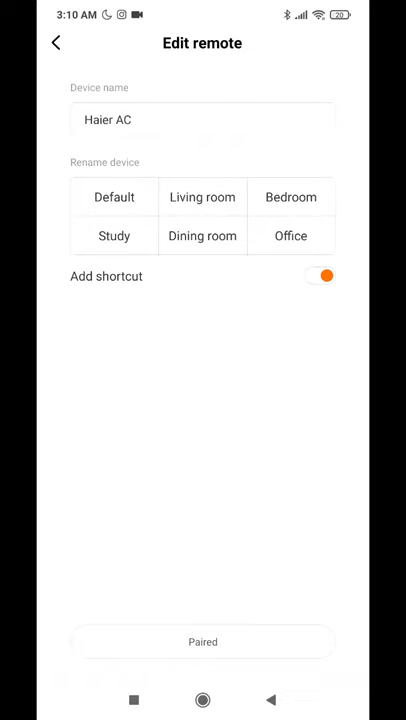 3:10 AM 20
Edit remote
Device name
Haier AC
Rename device
Default Living room Bedroom
Study Dining room Office
Add shortcut
Paired